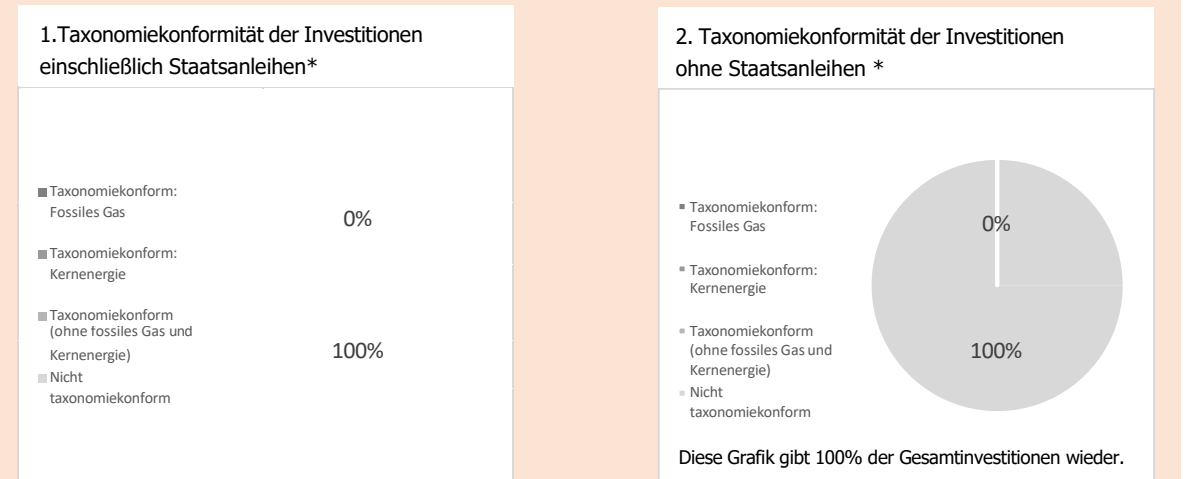 1.Taxonomiekonformität der Investitionen
einschließlich Staatsanleihen*
Taxonomiekonform:
Fossiles Gas
Taxonomiekonform:
Kernenergie
Taxonomiekonform
(ohne fossiles Gas und
Kernenergie)
Nicht
taxonomiekonform
0%
100%
2. Taxonomiekonformität der Investitionen
ohne Staatsanleihen *
Taxonomiekonform:
Fossiles Gas
Taxonomiekonform:
Kernenergie
Taxonomiekonform
(ohne fossiles Gas und
Kernenergie)
Nicht
taxonomiekonform
0%
100%
Diese Grafik gibt 100% der Gesamtinvestitionen wieder.